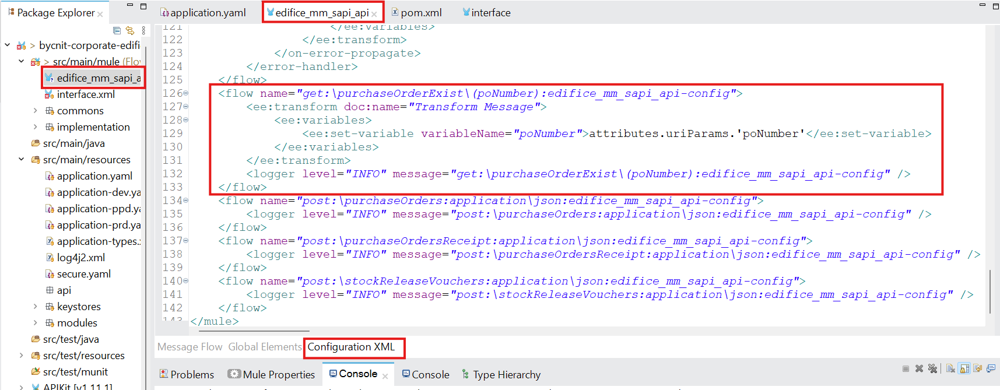 Package Explorer
application.yaml
edifice_mm_sapi_api
pom.xml
interface
> bycnit-corporate-edifi
> src/main/mule (Flo
edifice_mm_sapi_a
interface.xml
commons
implementation
src/main/java
src/main/resources
application.yaml
application-dev.ya
application-ppd.ya
application-prd.ya
application-types.x
log4j2.xml
secure.yaml
api
keystores
modules
src/test/java
src/test/resources
src/test/munit
APIKit [v1.11.1]
121 </ee:variables>
122 </ee:transform>
123 </on-error-propagate>
124 </error-handler>
125 </flow>
126 <flow name="get:\purchaseOrderExist\(poNumber):edifice_mm_sapi_api-config">
127 <ee:transform doc:name="Transform Message">
128 <ee:variables>
129 <ee:set-variable variableName="poNumber">attributes.uriParams.'poNumber'</ee:set-variable>
130 </ee:variables>
131 </ee:transform>
132 <logger level="INFO" message="get:\purchaseOrderExist\(poNumber):edifice_mm_sapi_api-config" />
133 </flow>
134 <flow name="post:\purchaseOrders:application\json:edifice_mm_sapi_api-config">
135 <logger level="INFO" message="post:\purchaseOrders:application\json:edifice_mm_sapi_api-config" />
136 </flow>
137 <flow name="post:\purchaseOrdersReceipt:application\json:edifice_mm_sapi_api-config">
138 <logger level="INFO" message="post:\purchaseOrdersReceipt:application\json:edifice_mm_sapi_api-config" />
139 </flow>
140 <flow name="post:\stockReleaseVouchers:application\json:edifice_mm_sapi_api-config">
141 <logger level="INFO" message="post:\stockReleaseVouchers:application\json:edifice_mm_sapi_api-config" />
142 </flow>
143 </mule>
Message Flow Global Elements Configuration XML
Problems Mule Properties Console Console Type Hierarchy